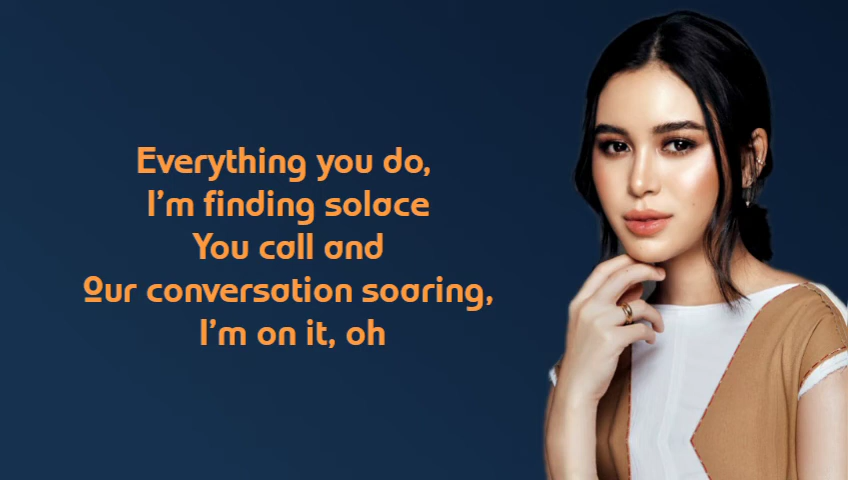 Everything you do,
I'm finding solace
You call and
Our conversation soaring,
I'm on it, oh